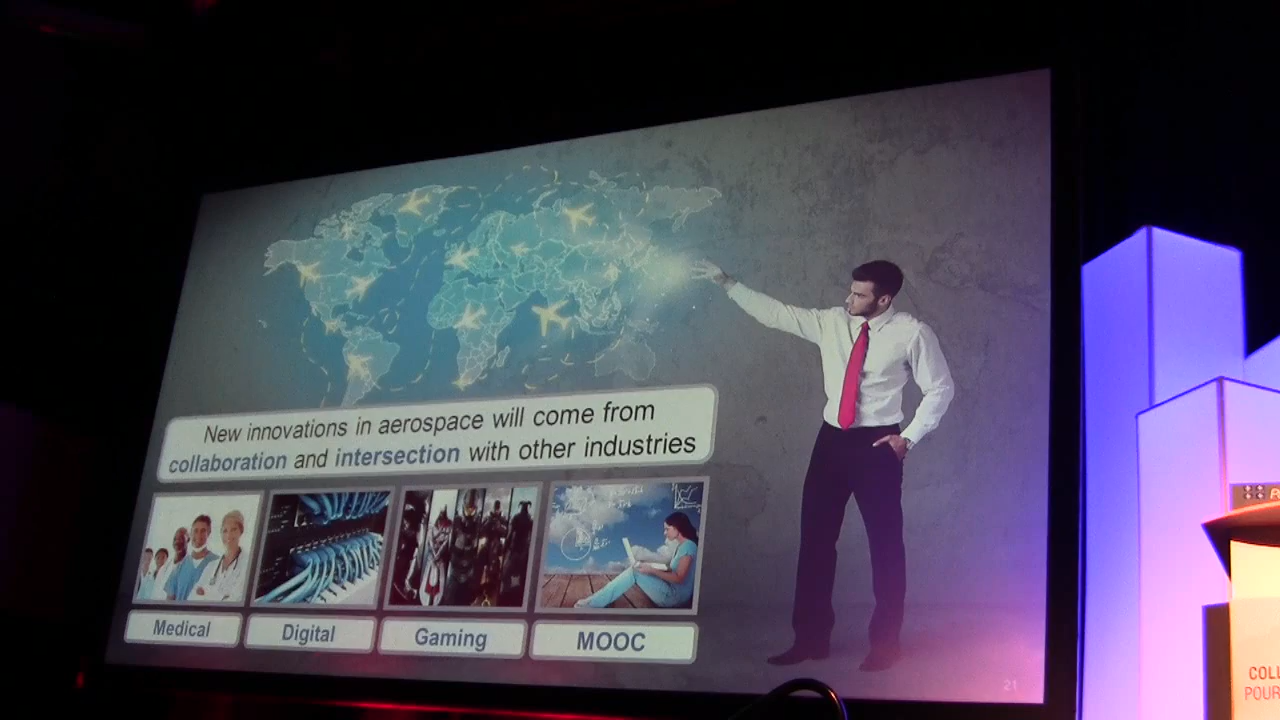 New innovations in aerospace will come from
collaboration and intersection with other industries
Medical
Digital
Gaming
MOOC
21
COLL
POUR